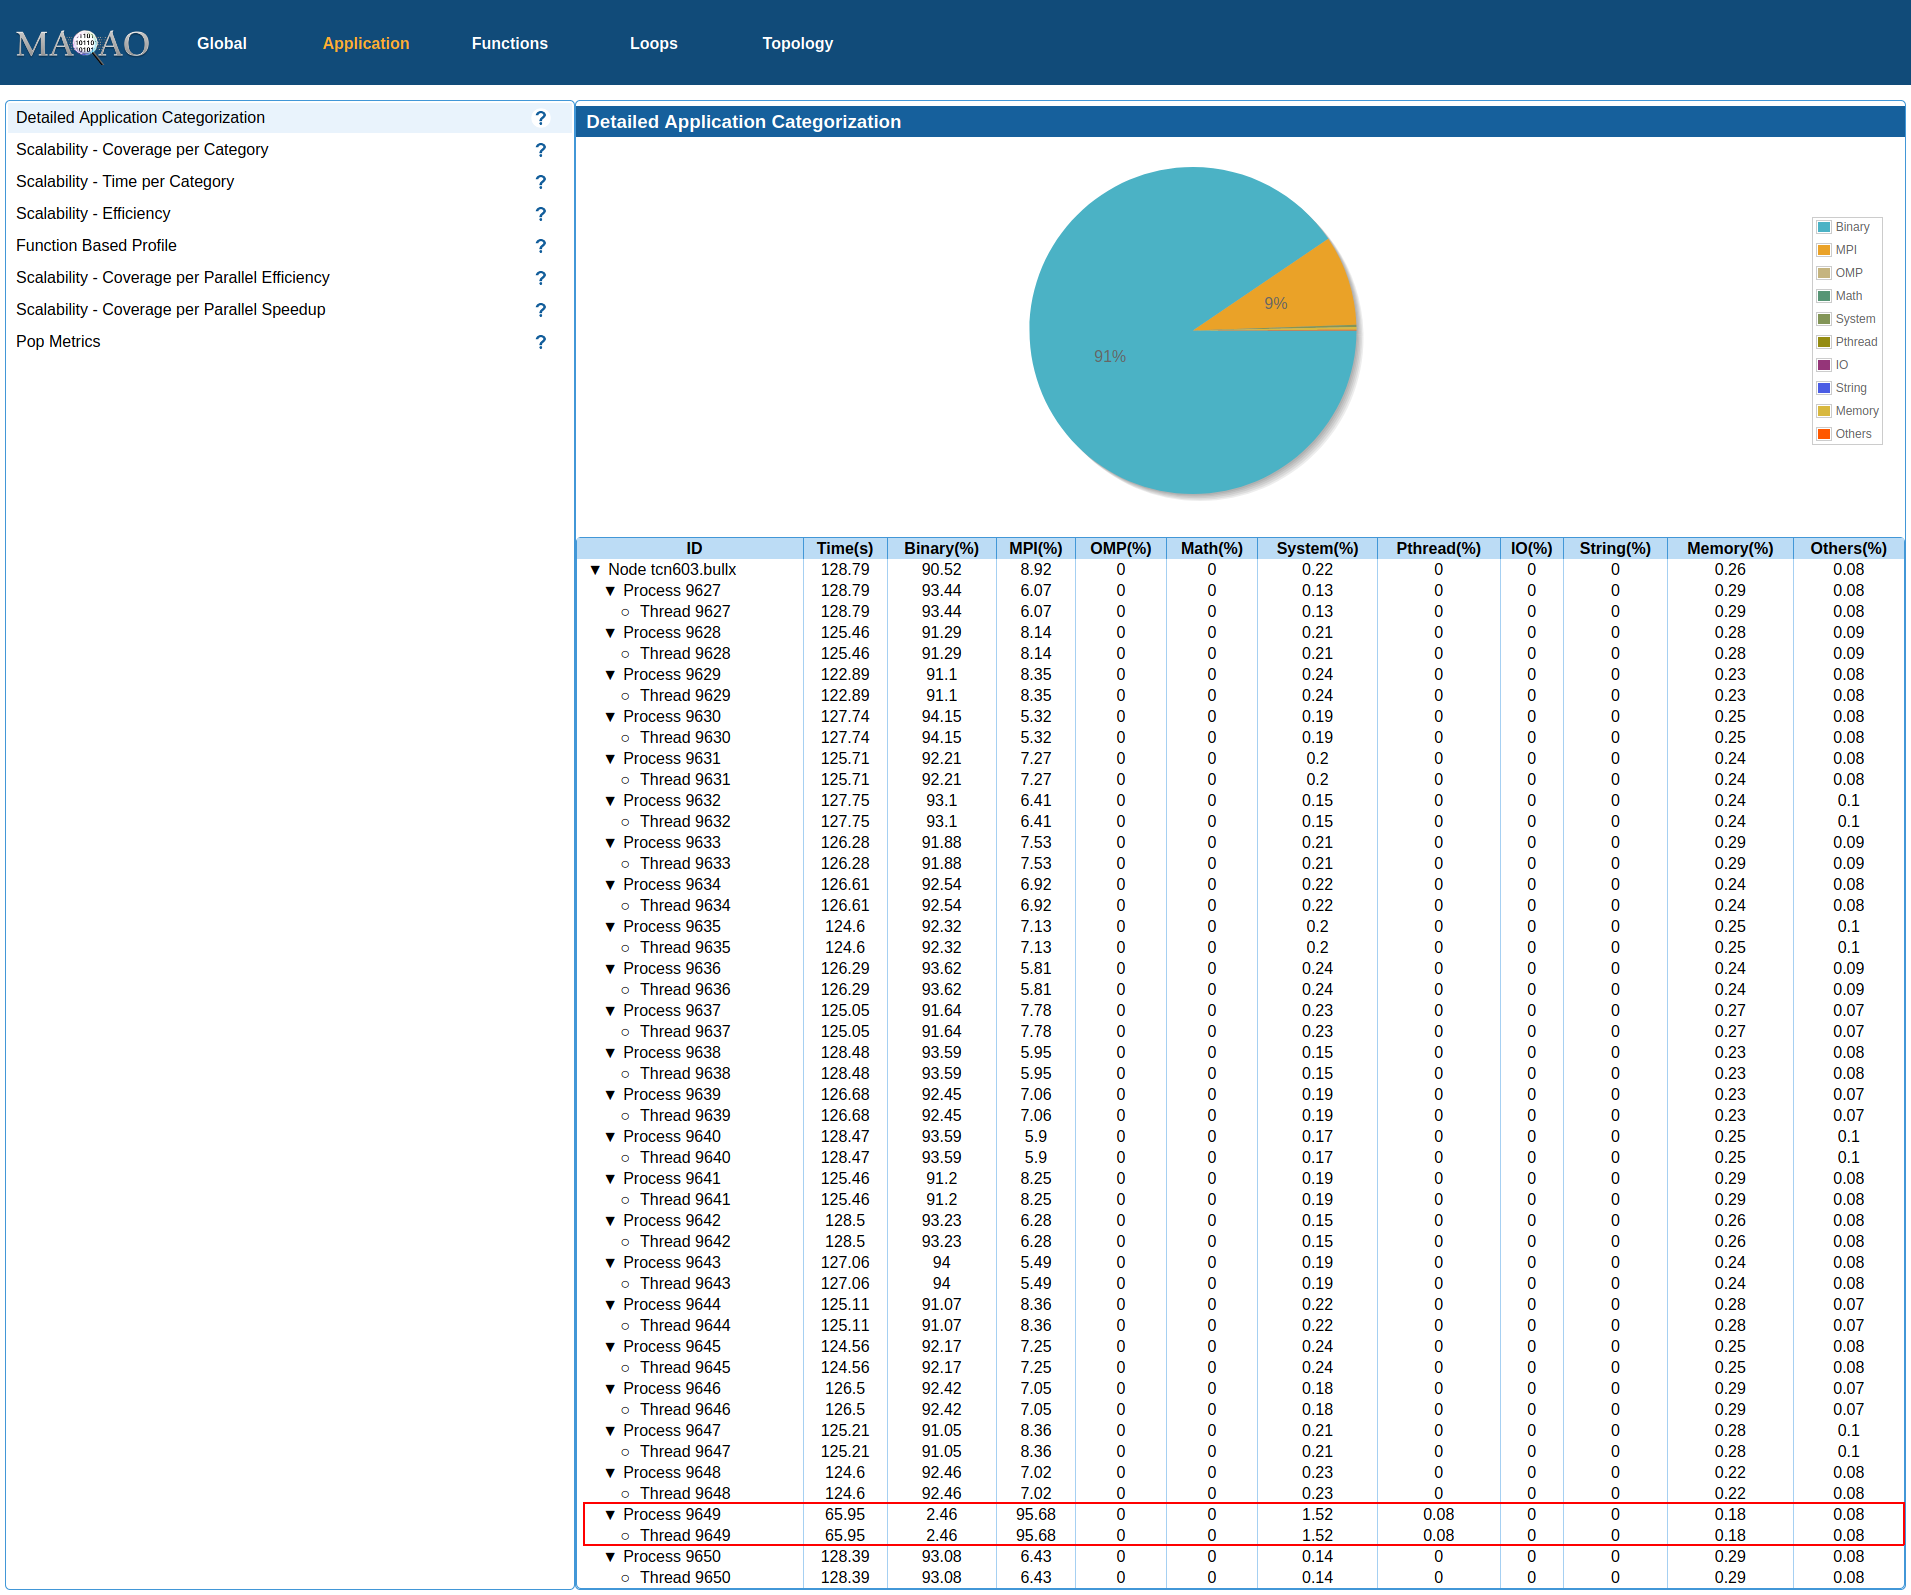 MAQAO Global Application Functions Loops Topology
Detailed Application Categorization ?
Scalability - Coverage per Category ?
Scalability - Time per Category ?
Scalability - Efficiency ?
Function Based Profile ?
Scalability - Coverage per Parallel Efficiency ?
Scalability - Coverage per Parallel Speedup ?
Pop Metrics ?
Detailed Application Categorization
9%
91%
Binary
MPI
OMP
Math
System
Pthread
IO
String
Memory
Others
ID Time(s) Binary(%) MPI(%) OMP(%) Math(%) System(%) Pthread(%) IO(%) String(%) Memory(%) Others(%)
▼ Node tcn603.bullx 128.79 90.52 8.92 0 0 0.22 0 0 0 0.26 0.08
▼ Process 9627 128.79 93.44 6.07 0 0 0.13 0 0 0 0.29 0.08
○ Thread 9627 128.79 93.44 6.07 0 0 0.13 0 0 0 0.29 0.08
▼ Process 9628 125.46 91.29 8.14 0 0 0.21 0 0 0 0.28 0.09
○ Thread 9628 125.46 91.29 8.14 0 0 0.21 0 0 0 0.28 0.09
▼ Process 9629 122.89 91.1 8.35 0 0 0.24 0 0 0 0.23 0.08
○ Thread 9629 122.89 91.1 8.35 0 0 0.24 0 0 0 0.23 0.08
▼ Process 9630 127.74 94.15 5.32 0 0 0.19 0 0 0 0.25 0.08
○ Thread 9630 127.74 94.15 5.32 0 0 0.19 0 0 0 0.25 0.08
▼ Process 9631 125.71 92.21 7.27 0 0 0.2 0 0 0 0.24 0.08
○ Thread 9631 125.71 92.21 7.27 0 0 0.2 0 0 0 0.24 0.08
▼ Process 9632 127.75 93.1 6.41 0 0 0.15 0 0 0 0.24 0.1
○ Thread 9632 127.75 93.1 6.41 0 0 0.15 0 0 0 0.24 0.1
▼ Process 9633 126.28 91.88 7.53 0 0 0.21 0 0 0 0.29 0.09
○ Thread 9633 126.28 91.88 7.53 0 0 0.21 0 0 0 0.29 0.09
▼ Process 9634 126.61 92.54 6.92 0 0 0.22 0 0 0 0.24 0.08
○ Thread 9634 126.61 92.54 6.92 0 0 0.22 0 0 0 0.24 0.08
▼ Process 9635 124.6 92.32 7.13 0 0 0.2 0 0 0 0.25 0.1
○ Thread 9635 124.6 92.32 7.13 0 0 0.2 0 0 0 0.25 0.1
▼ Process 9636 126.29 93.62 5.81 0 0 0.24 0 0 0 0.24 0.09
○ Thread 9636 126.29 93.62 5.81 0 0 0.24 0 0 0 0.24 0.09
▼ Process 9637 125.05 91.64 7.78 0 0 0.23 0 0 0 0.27 0.07
○ Thread 9637 125.05 91.64 7.78 0 0 0.23 0 0 0 0.27 0.07
▼ Process 9638 128.48 93.59 5.95 0 0 0.15 0 0 0 0.23 0.08
○ Thread 9638 128.48 93.59 5.95 0 0 0.15 0 0 0 0.23 0.08
▼ Process 9639 126.68 92.45 7.06 0 0 0.19 0 0 0 0.23 0.07
○ Thread 9639 126.68 92.45 7.06 0 0 0.19 0 0 0 0.23 0.07
▼ Process 9640 128.47 93.59 5.9 0 0 0.17 0 0 0 0.25 0.1
○ Thread 9640 128.47 93.59 5.9 0 0 0.17 0 0 0 0.25 0.1
▼ Process 9641 125.46 91.2 8.25 0 0 0.19 0 0 0 0.29 0.08
○ Thread 9641 125.46 91.2 8.25 0 0 0.19 0 0 0 0.29 0.08
▼ Process 9642 128.5 93.23 6.28 0 0 0.15 0 0 0 0.26 0.08
○ Thread 9642 128.5 93.23 6.28 0 0 0.15 0 0 0 0.26 0.08
▼ Process 9643 127.06 94 5.49 0 0 0.19 0 0 0 0.24 0.08
○ Thread 9643 127.06 94 5.49 0 0 0.19 0 0 0 0.24 0.08
▼ Process 9644 125.11 91.07 8.36 0 0 0.22 0 0 0 0.28 0.07
○ Thread 9644 125.11 91.07 8.36 0 0 0.22 0 0 0 0.28 0.07
▼ Process 9645 124.56 92.17 7.25 0 0 0.24 0 0 0 0.25 0.08
○ Thread 9645 124.56 92.17 7.25 0 0 0.24 0 0 0 0.25 0.08
▼ Process 9646 126.5 92.42 7.05 0 0 0.18 0 0 0 0.29 0.07
○ Thread 9646 126.5 92.42 7.05 0 0 0.18 0 0 0 0.29 0.07
▼ Process 9647 125.21 91.05 8.36 0 0 0.21 0 0 0 0.28 0.1
○ Thread 9647 125.21 91.05 8.36 0 0 0.21 0 0 0 0.28 0.1
▼ Process 9648 124.6 92.46 7.02 0 0 0.23 0 0 0 0.22 0.08
○ Thread 9648 124.6 92.46 7.02 0 0 0.23 0 0 0 0.22 0.08
▼ Process 9649 65.95 2.46 95.68 0 0 1.52 0.08 0 0 0.18 0.08
○ Thread 9649 65.95 2.46 95.68 0 0 1.52 0.08 0 0 0.18 0.08
▼ Process 9650 128.39 93.08 6.43 0 0 0.14 0 0 0 0.29 0.08
○ Thread 9650 128.39 93.08 6.43 0 0 0.14 0 0 0 0.29 0.08